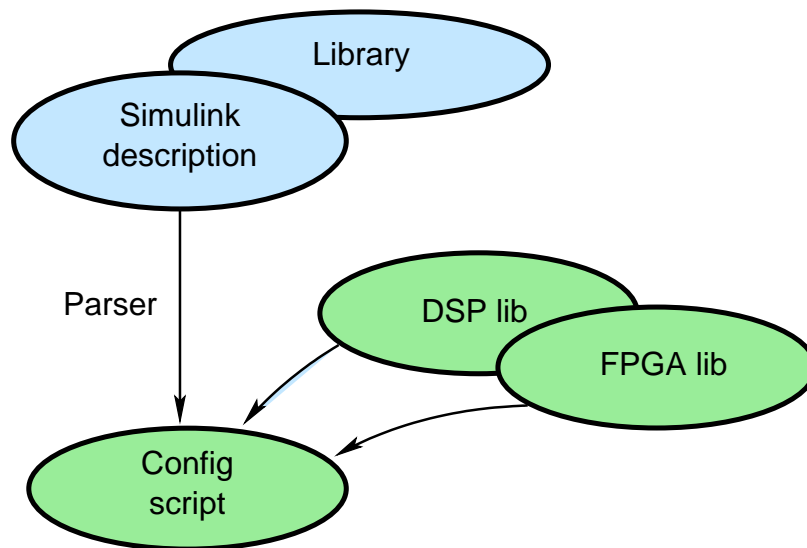 Library
Simulink
description
Parser
DSP lib
FPGA lib
Config
script